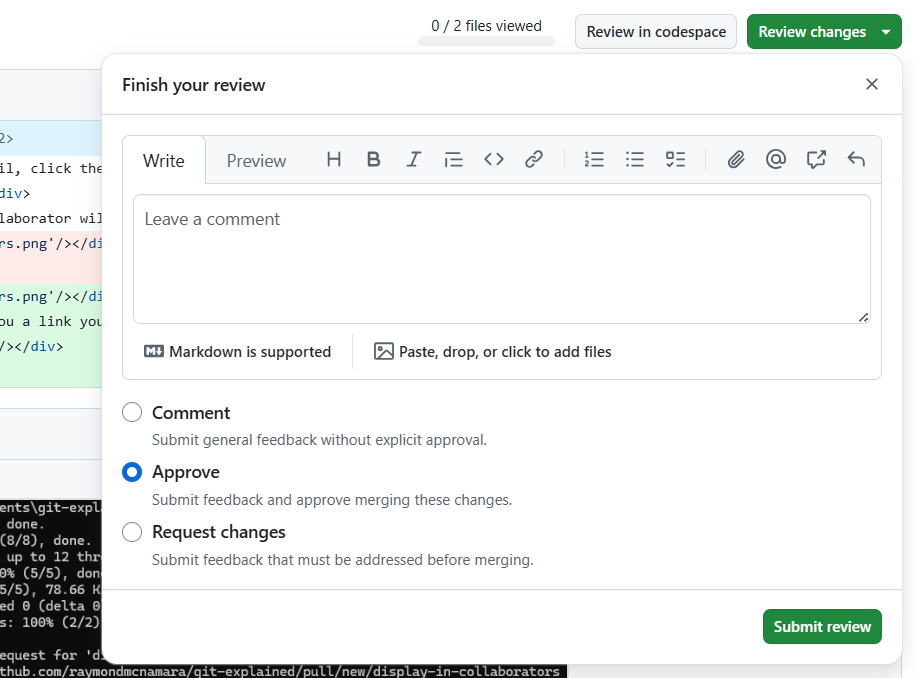 0 / 2 files viewed
Review in codespace
Review changes
Finish your review
Write
Preview
Leave a comment
Markdown is supported
Paste, drop, or click to add files
Comment
Submit general feedback without explicit approval.
Approve
Submit feedback and approve merging these changes.
Request changes
Submit feedback that must be addressed before merging.
Submit review
2>
il, click the
div>
laborator wil
rs.png'/></di
rs.png'/></di
ou a link you
/></div>
ents\git-expla
done.
(8/8), done.
up to 12 thr
0% (5/5), don
5/5), 78.66 K
ed 0 (delta 0
s: 100% (2/2)
equest for 'di
thub.com/raymondmcnamara/git-explained/pull/new/display-in-collaborators